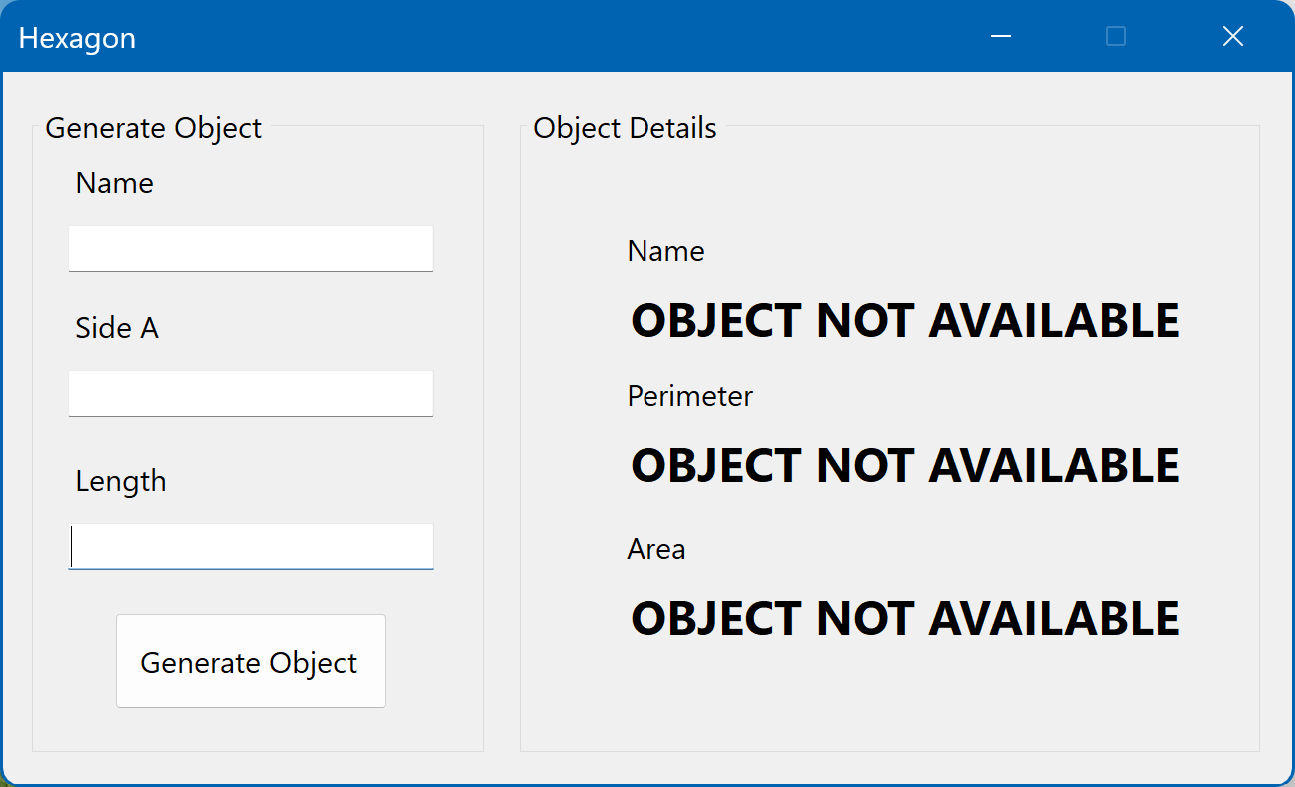 Hexagon
Generate Object
Name
Side A
Length
Generate Object
Object Details
Name
OBJECT NOT AVAILABLE
Perimeter
OBJECT NOT AVAILABLE
Area
OBJECT NOT AVAILABLE